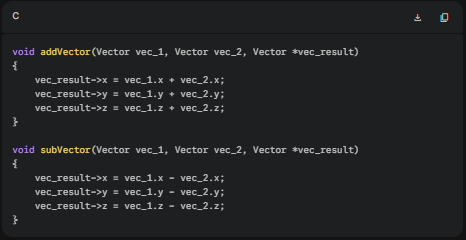 C
void addVector(Vector vec_1, Vector vec_2, Vector *vec_result)
{
    vec_result->x = vec_1.x + vec_2.x;
    vec_result->y = vec_1.y + vec_2.y;
    vec_result->z = vec_1.z + vec_2.z;
}

void subVector(Vector vec_1, Vector vec_2, Vector *vec_result)
{
    vec_result->x = vec_1.x - vec_2.x;
    vec_result->y = vec_1.y - vec_2.y;
    vec_result->z = vec_1.z - vec_2.z;
}